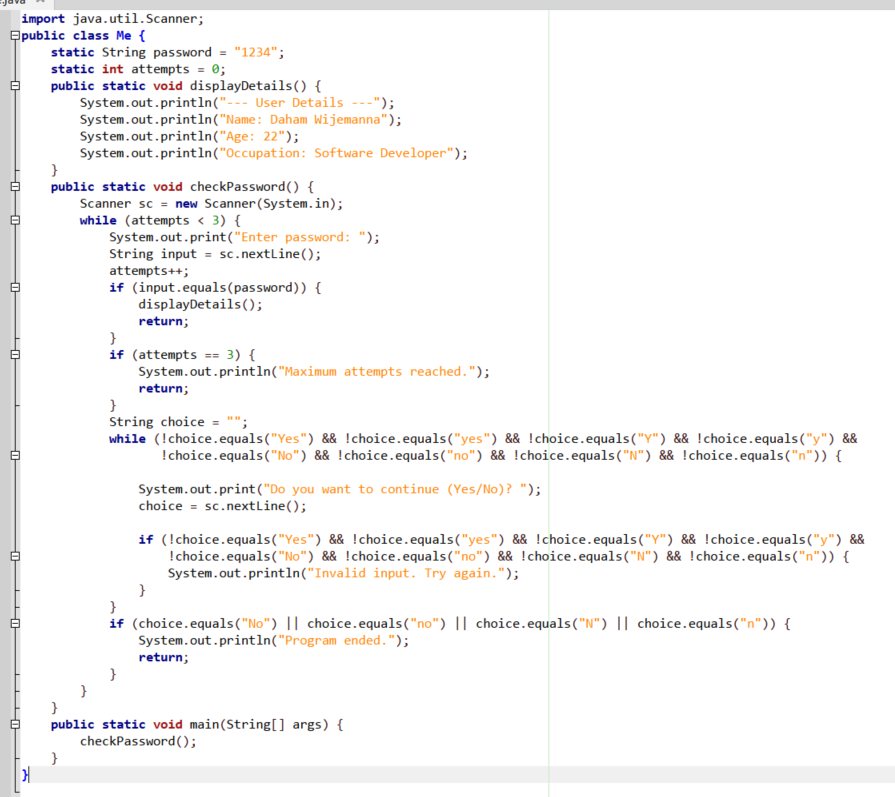 .java
import java.util.Scanner;
public class Me {
    static String password = "1234";
    static int attempts = 0;
    public static void displayDetails() {
        System.out.println("--- User Details ---");
        System.out.println("Name: Daham Wijemanna");
        System.out.println("Age: 22");
        System.out.println("Occupation: Software Developer");
    }
    public static void checkPassword() {
        Scanner sc = new Scanner(System.in);
        while (attempts < 3) {
            System.out.print("Enter password: ");
            String input = sc.nextLine();
            attempts++;
            if (input.equals(password)) {
                displayDetails();
                return;
            }
            if (attempts == 3) {
                System.out.println("Maximum attempts reached.");
                return;
            }
            String choice = "";
            while (!choice.equals("Yes") && !choice.equals("yes") && !choice.equals("Y") && !choice.equals("y") &&
                   !choice.equals("No") && !choice.equals("no") && !choice.equals("N") && !choice.equals("n")) {

                System.out.print("Do you want to continue (Yes/No)? ");
                choice = sc.nextLine();

                if (!choice.equals("Yes") && !choice.equals("yes") && !choice.equals("Y") && !choice.equals("y") &&
                    !choice.equals("No") && !choice.equals("no") && !choice.equals("N") && !choice.equals("n")) {
                    System.out.println("Invalid input. Try again.");
                }
            }
            if (choice.equals("No") || choice.equals("no") || choice.equals("N") || choice.equals("n")) {
                System.out.println("Program ended.");
                return;
            }
        }
    }
    public static void main(String[] args) {
        checkPassword();
    }
}